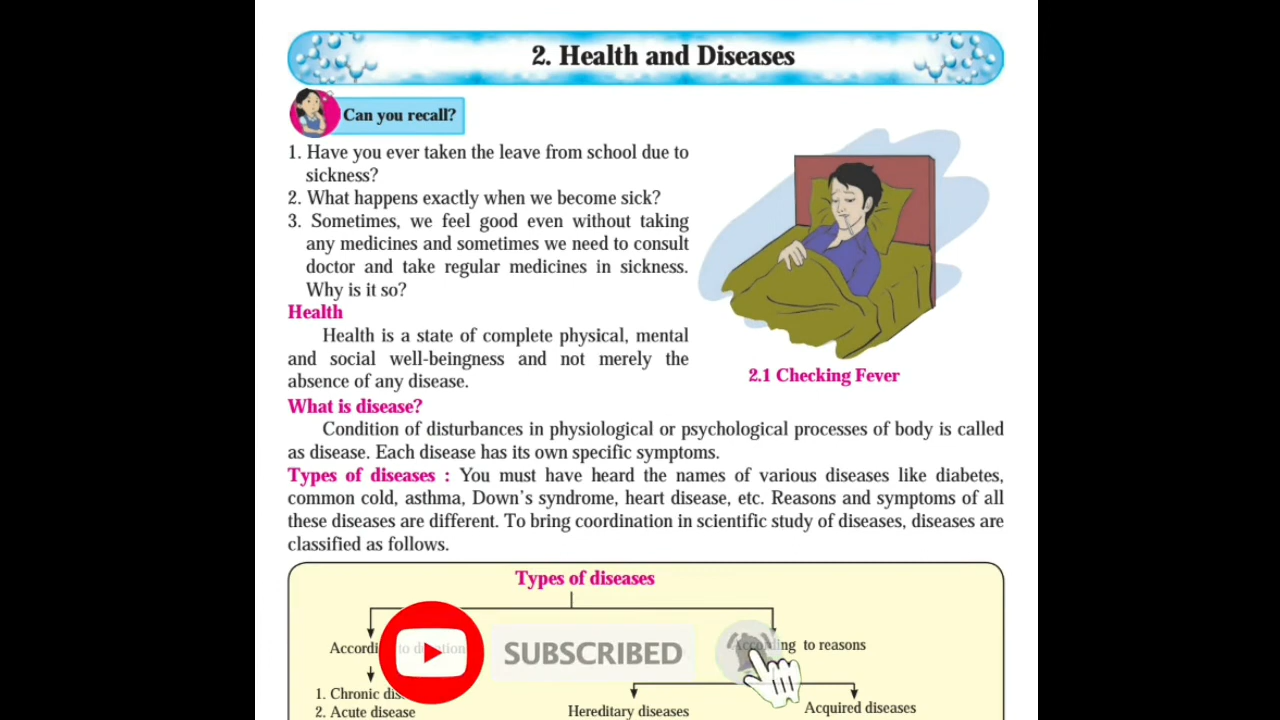 2. Health and Diseases
Can you recall?
1. Have you ever taken the leave from school due to
sickness?
2. What happens exactly when we become sick?
3. Sometimes, we feel good even without taking
any medicines and sometimes we need to consult
doctor and take regular medicines in sickness.
Why is it so?
Health
Health is a state of complete physical, mental
and social well-beingness and not merely the
absence of any disease.
2.1 Checking Fever
What is disease?
Condition of disturbances in physiological or psychological processes of body is called
as disease. Each disease has its own specific symptoms.
Types of diseases : You must have heard the names of various diseases like diabetes,
common cold, asthma, Down's syndrome, heart disease, etc. Reasons and symptoms of all
these diseases are different. To bring coordination in scientific study of diseases, diseases are
classified as follows.
Types of diseases
According to duration
SUBSCRIBED
According to reasons
1. Chronic
2. Acute disease
Hereditary diseases
Acquired diseases